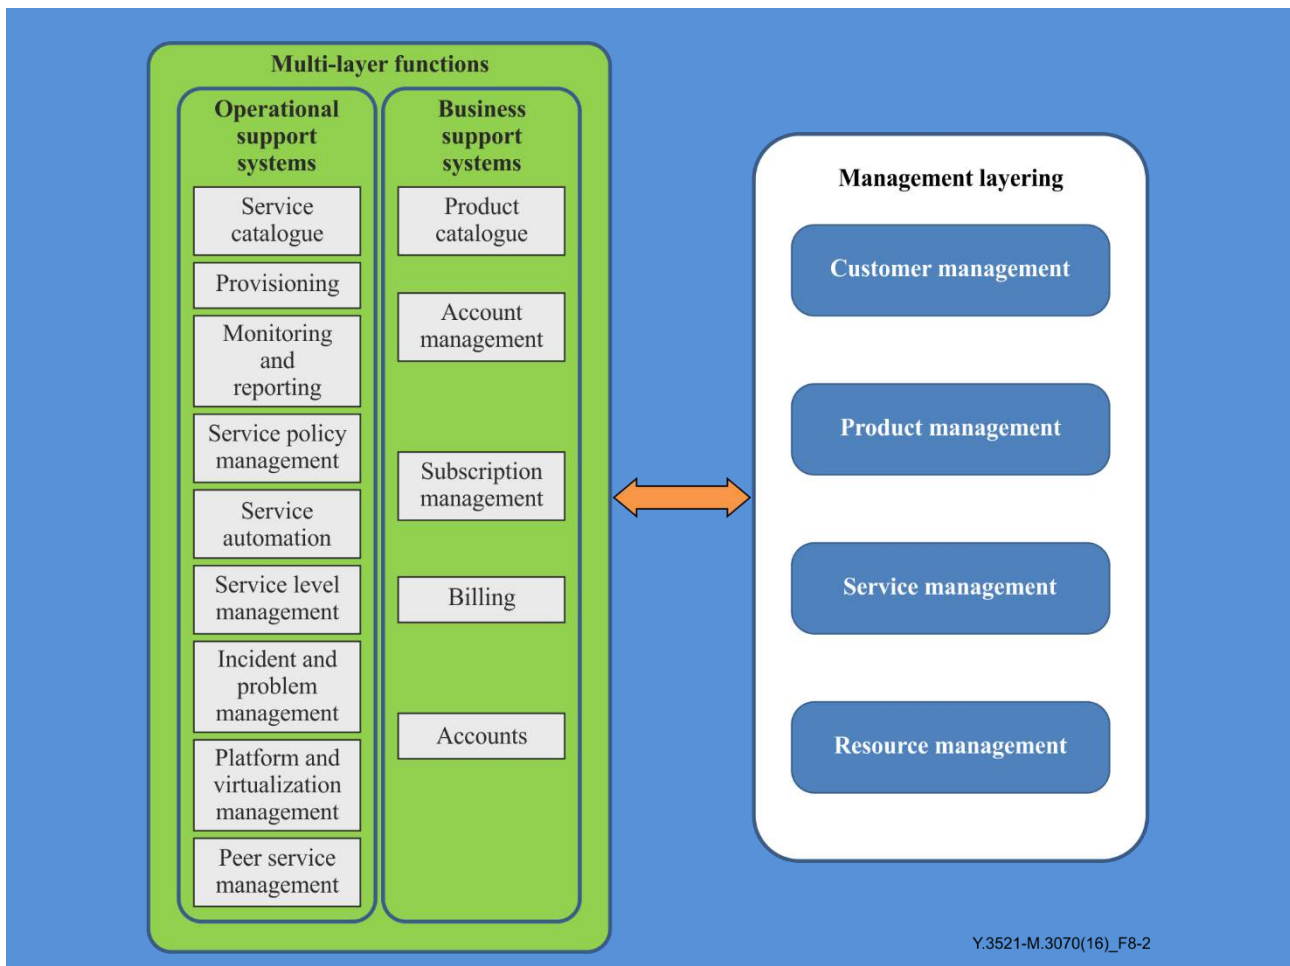 Multi-layer functions
Operational
support
systems
Service
catalogue
Provisioning
Monitoring
and
reporting
Service policy
management
Service
automation
Service level
management
Incident and
problem
management
Platform and
virtualization
management
Peer service
management
Business
support
systems
Product
catalogue
Account
management
Subscription
management
Billing
Accounts
Management layering
Customer management
Product management
Service management
Resource management
Y.3521-M.3070(16)_F8-2